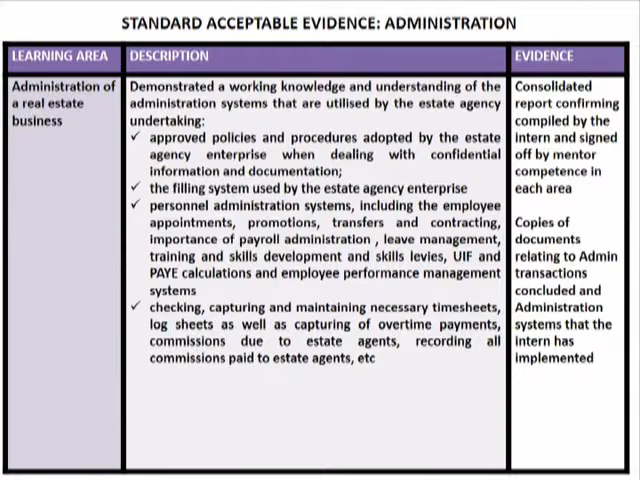 STANDARD ACCEPTABLE EVIDENCE: ADMINISTRATION
LEARNING AREA
DESCRIPTION
EVIDENCE
Administration of
a real estate
business
Demonstrated a working knowledge and understanding of the
administration systems that are utilised by the estate agency
undertaking:
✓ approved policies and procedures adopted by the estate
agency enterprise when dealing with confidential
information and documentation;
✓ the filling system used by the estate agency enterprise
✓ personnel administration systems, including the employee
appointments, promotions, transfers and contracting,
importance of payroll administration , leave management,
training and skills development and skills levies, UIF and
PAYE calculations and employee performance management
systems
✓ checking, capturing and maintaining necessary timesheets,
log sheets as well as capturing of overtime payments,
commissions due to estate agents, recording all
commissions paid to estate agents, etc
Consolidated
report confirming
compiled by the
intern and signed
off by mentor
competence in
each area
Copies of
documents
relating to Admin
transactions
concluded and
Administration
systems that the
Intern has
implemented